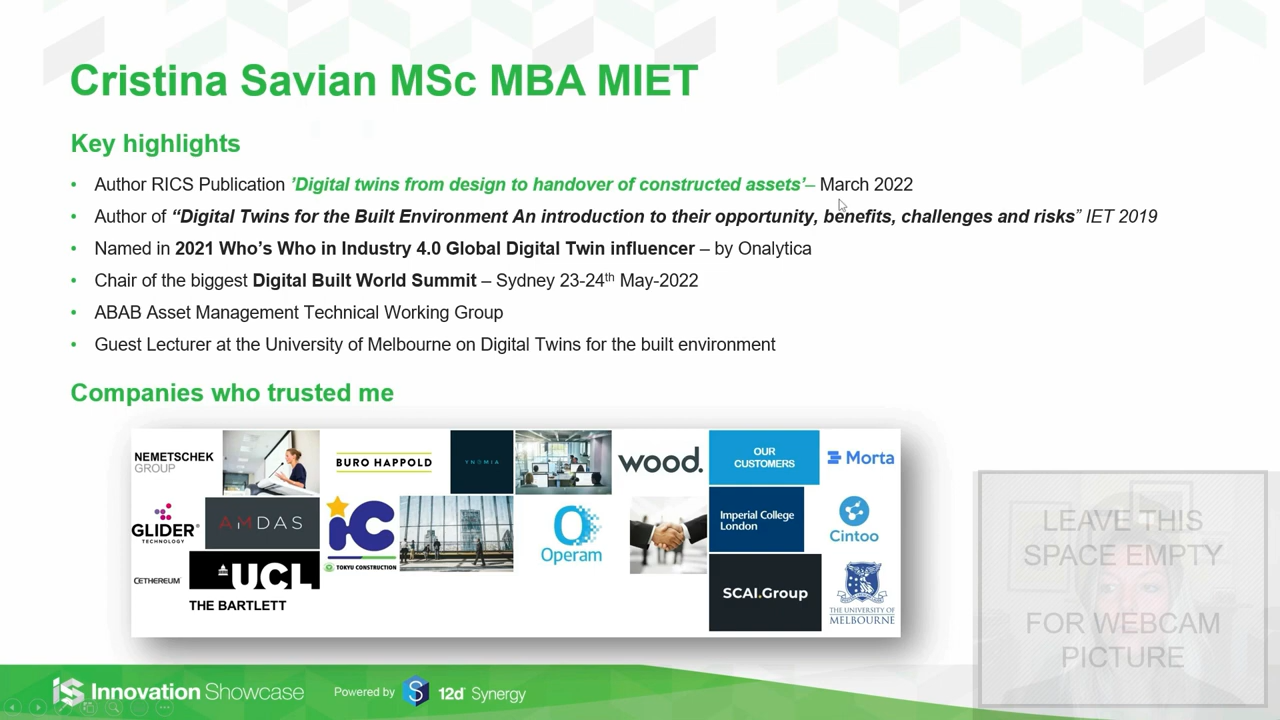 Cristina Savian MSc MBA MIET
Key highlights
• Author RICS Publication 'Digital twins from design to handover of constructed assets'– March 2022
• Author of “Digital Twins for the Built Environment An introduction to their opportunity, benefits, challenges and risks” IET 2019
• Named in 2021 Who’s Who in Industry 4.0 Global Digital Twin influencer – by Onalytica
• Chair of the biggest Digital Built World Summit – Sydney 23-24th May-2022
• ABAB Asset Management Technical Working Group
• Guest Lecturer at the University of Melbourne on Digital Twins for the built environment
Companies who trusted me
NEMETSCHEK
GROUP
BURO HAPPOLD
YNOMIA
wood.
OUR
CUSTOMERS
Morta
GLIDER
TECHNOLOGY
AMDAS
iC
TOKYU CONSTRUCTION
Operam
Imperial College
London
Cintoo
CETHEREUM
UCL
THE BARTLETT
SCAI.Group
THE UNIVERSITY OF
MELBOURNE
LEAVE THIS
SPACE EMPTY
FOR WEBCAM
PICTURE
iS Innovation Showcase
Powered by 12d Synergy